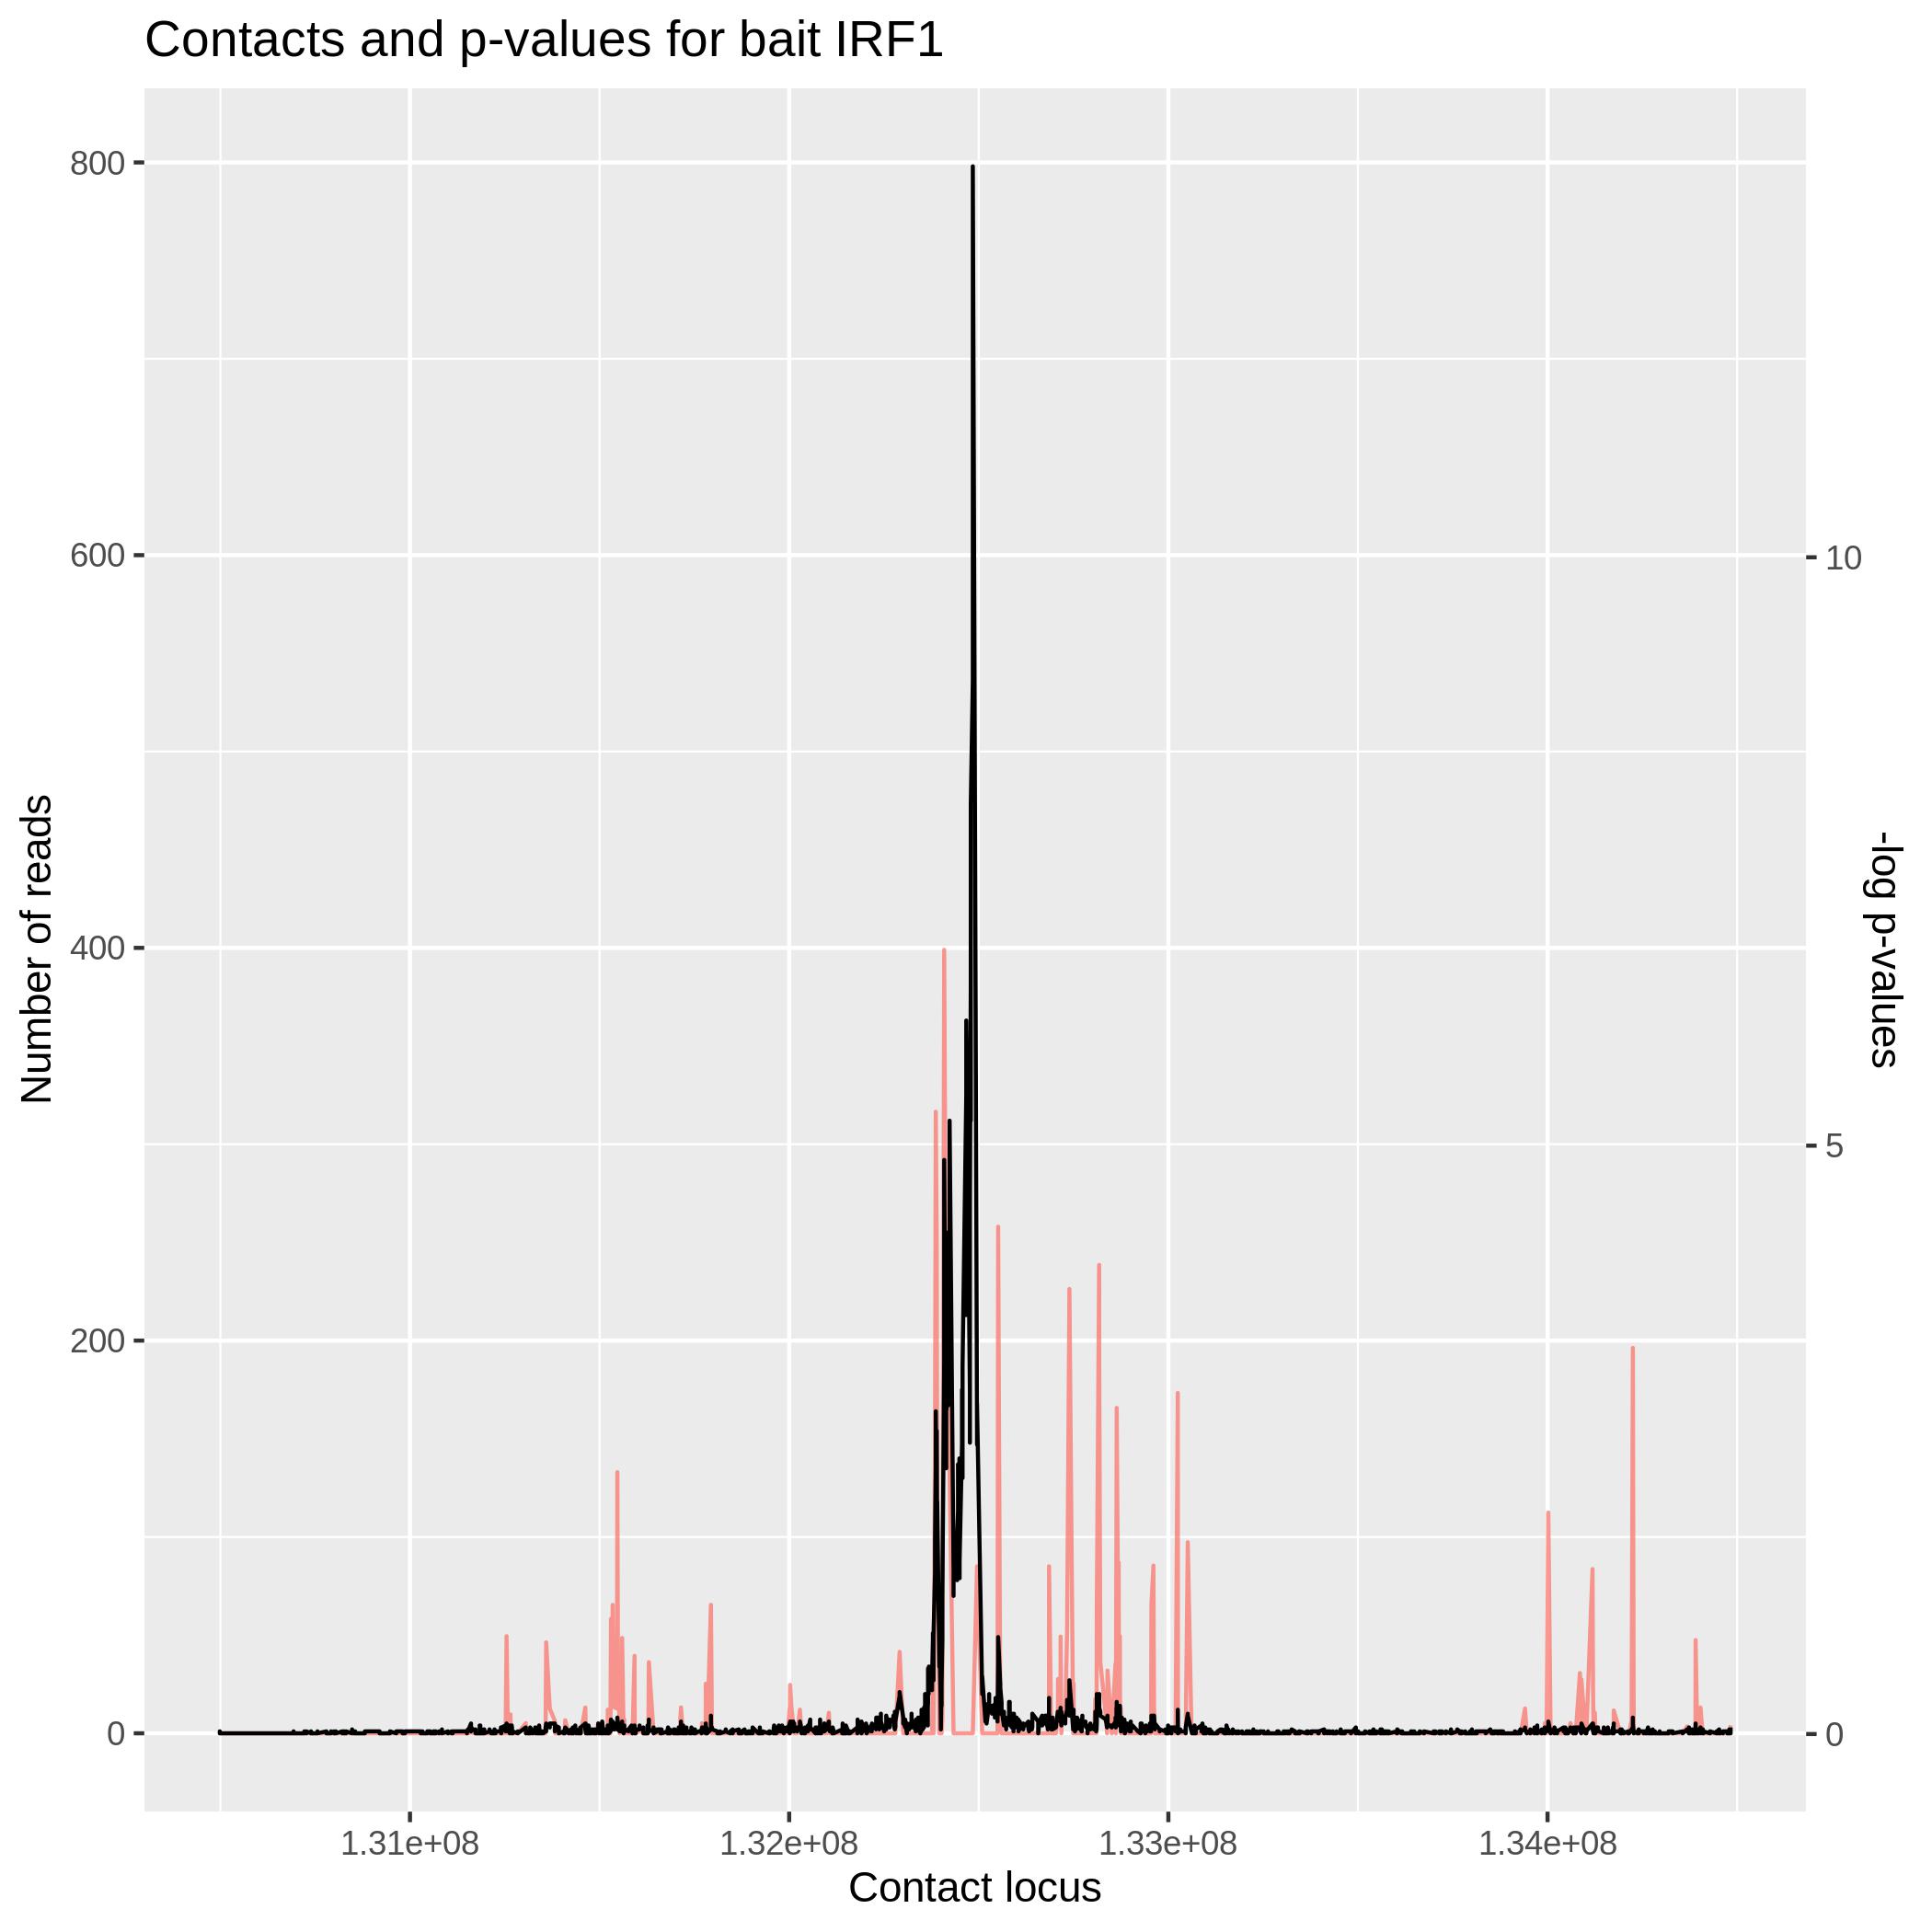 Contacts and p-values for bait IRF1
800
600
400
200
0
10
5
0
Number of reads
-log p-values
1.31e+08
1.32e+08
1.33e+08
1.34e+08
Contact locus